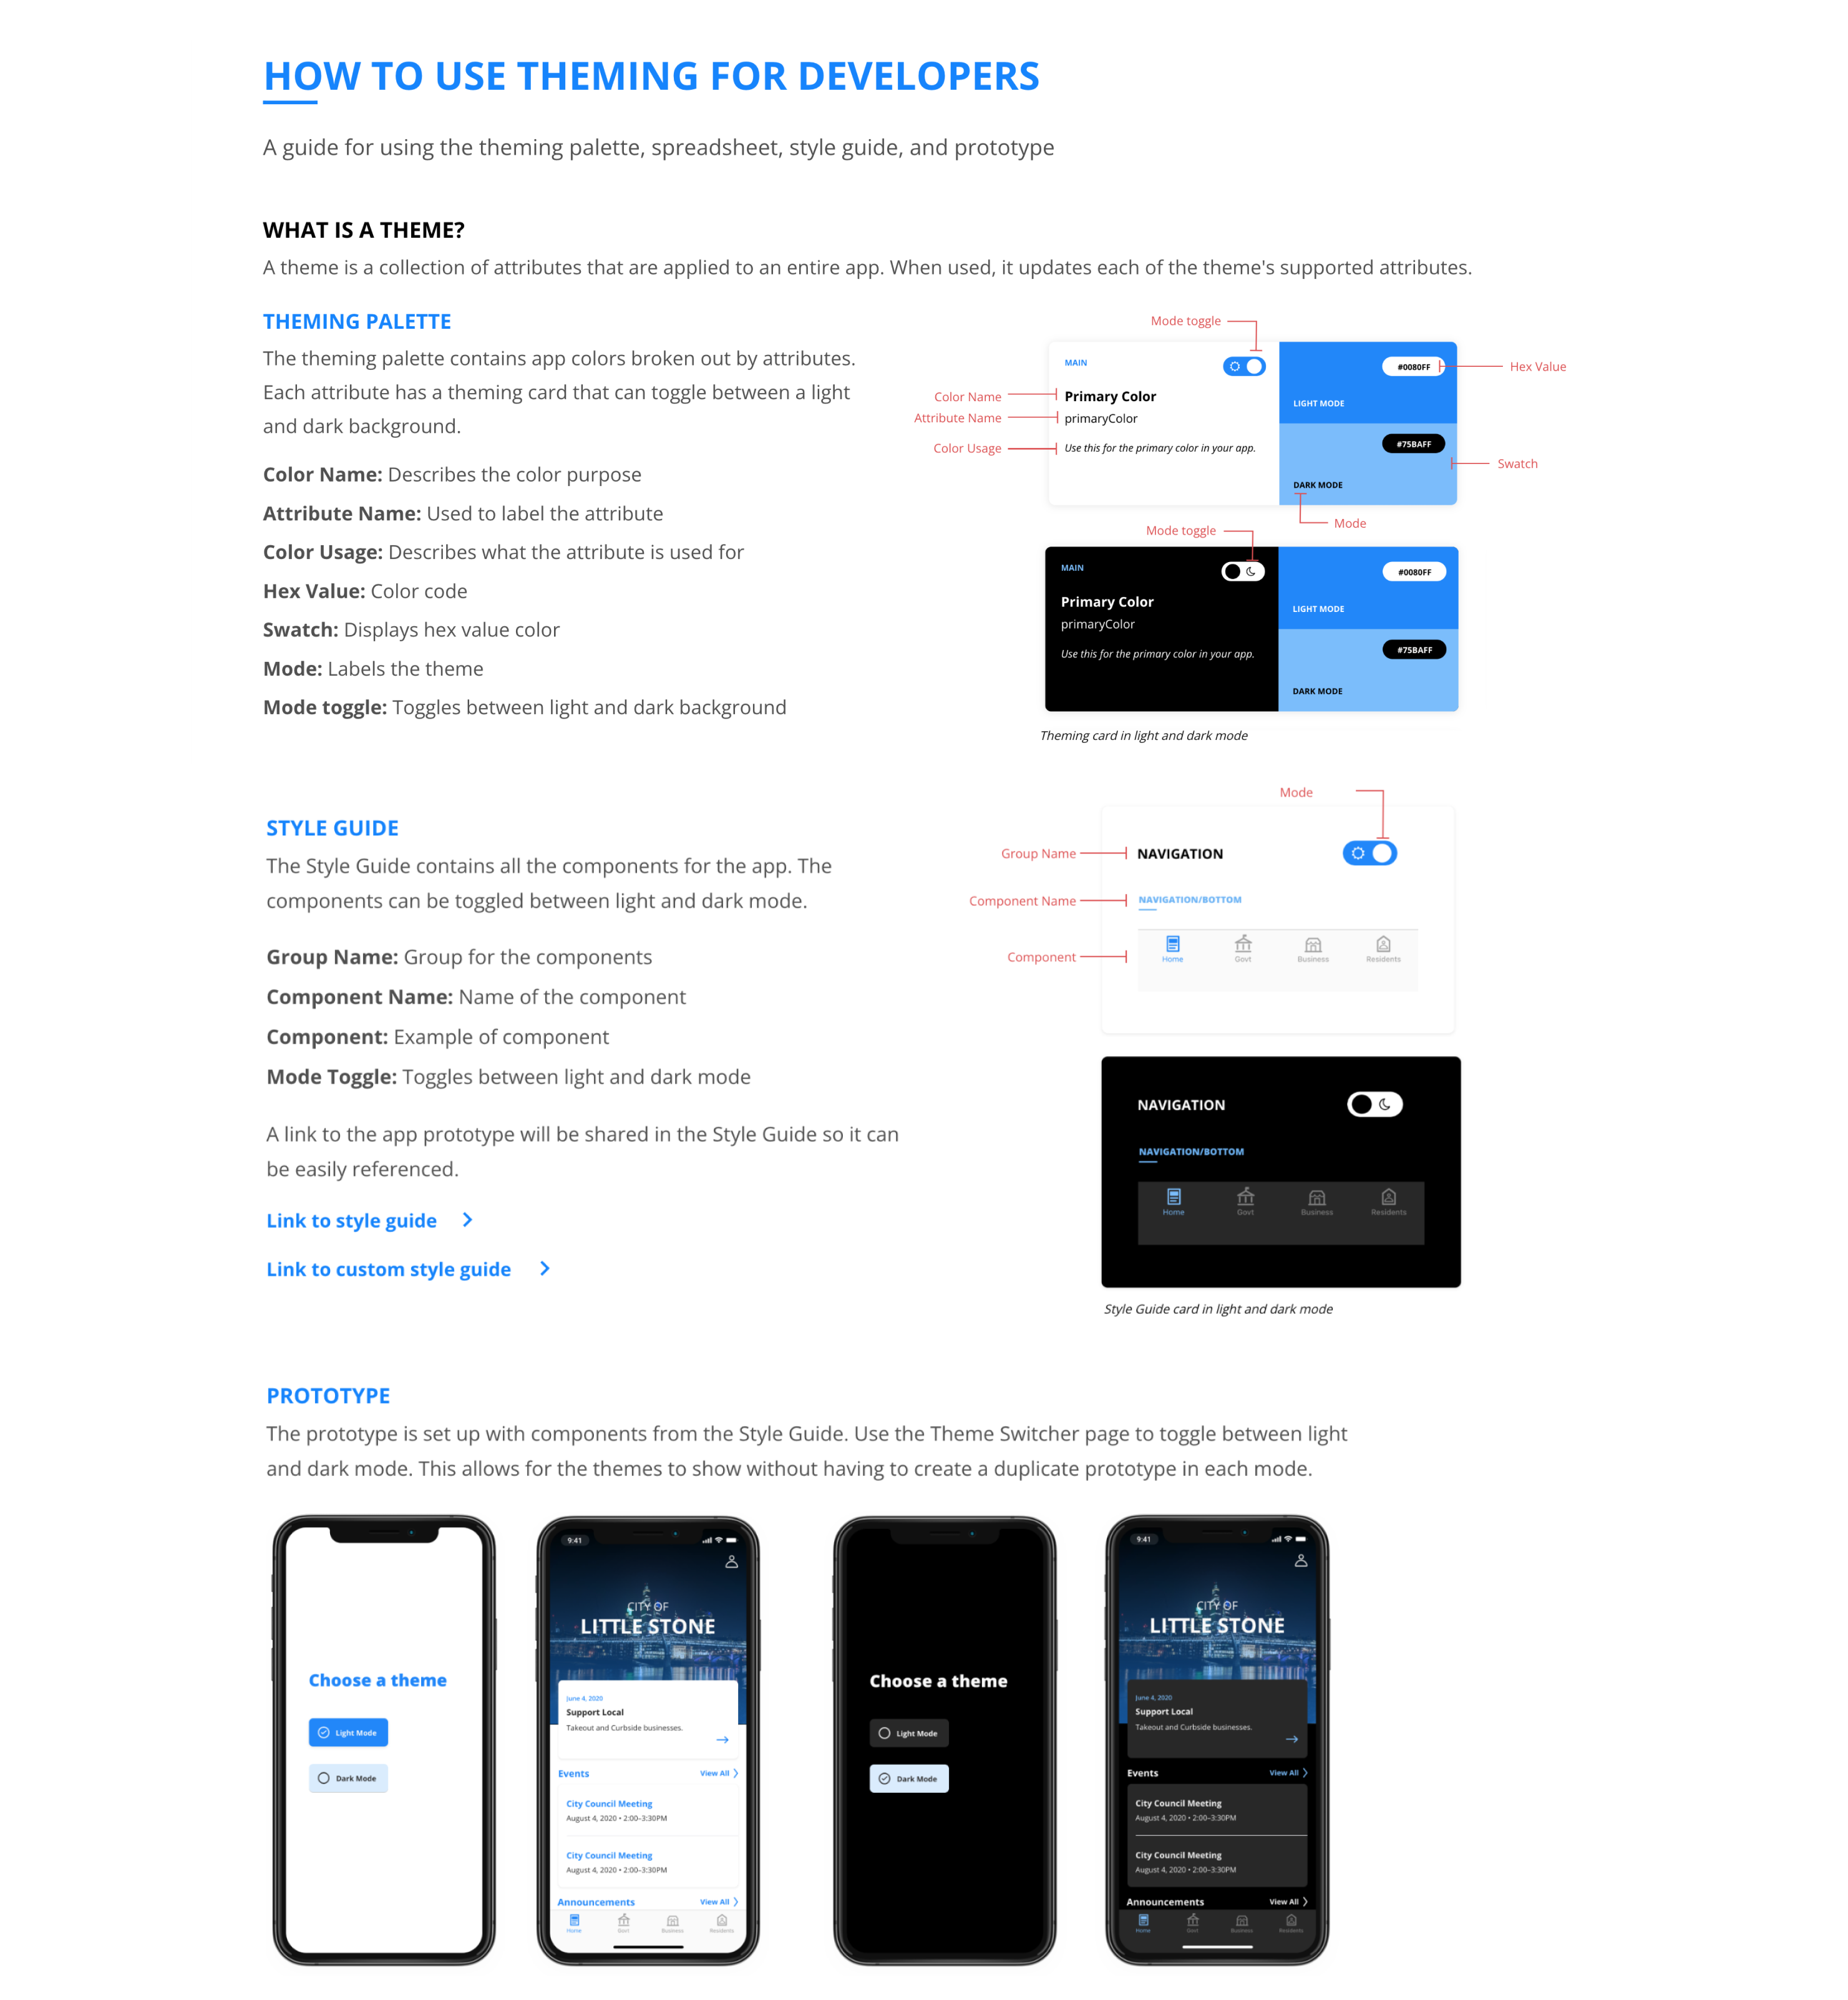 HOW TO USE THEMING FOR DEVELOPERS
A guide for using the theming palette, spreadsheet, style guide, and prototype
WHAT IS A THEME?
A theme is a collection of attributes that are applied to an entire app. When used, it updates each of the theme's supported attributes.
THEMING PALETTE
The theming palette contains app colors broken out by attributes.
Each attribute has a theming card that can toggle between a light
and dark background.
Color Name: Describes the color purpose
Attribute Name: Used to label the attribute
Color Usage: Describes what the attribute is used for
Hex Value: Color code
Swatch: Displays hex value color
Mode: Labels the theme
Mode toggle: Toggles between light and dark background
Mode toggle
MAIN
#0080FF
Hex Value
Color Name
Primary Color
LIGHT MODE
Attribute Name
primaryColor
Color Usage
Use this for the primary color in your app.
#75BAFF
Swatch
DARK MODE
Mode
Mode toggle
MAIN
#0080FF
Primary Color
LIGHT MODE
primaryColor
Use this for the primary color in your app.
#75BAFF
DARK MODE
Theming card in light and dark mode
STYLE GUIDE
The Style Guide contains all the components for the app. The
components can be toggled between light and dark mode.
Group Name: Group for the components
Component Name: Name of the component
Component: Example of component
Mode Toggle: Toggles between light and dark mode
A link to the app prototype will be shared in the Style Guide so it can
be easily referenced.
Link to style guide
Link to custom style guide
Mode
Group Name
NAVIGATION
Component Name
NAVIGATION/BOTTOM
Component
Home Govt Business Residents
NAVIGATION
NAVIGATION/BOTTOM
Home Govt Business Residents
Style Guide card in light and dark mode
PROTOTYPE
The prototype is set up with components from the Style Guide. Use the Theme Switcher page to toggle between light
and dark mode. This allows for the themes to show without having to create a duplicate prototype in each mode.
Choose a theme
Light Mode
Dark Mode
9:41
CITY OF
LITTLE STONE
June 4, 2020
Support Local
Takeout and Curbside businesses.
Events View All
City Council Meeting
August 4, 2020 • 2:00–3:30PM
City Council Meeting
August 4, 2020 • 2:00–3:30PM
Announcements View All
Home Govt Business Residents
Choose a theme
Light Mode
Dark Mode
9:41
CITY OF
LITTLE STONE
June 4, 2020
Support Local
Takeout and Curbside businesses.
Events View All
City Council Meeting
August 4, 2020 • 2:00–3:30PM
City Council Meeting
August 4, 2020 • 2:00–3:30PM
Announcements View All
Home Govt Business Residents